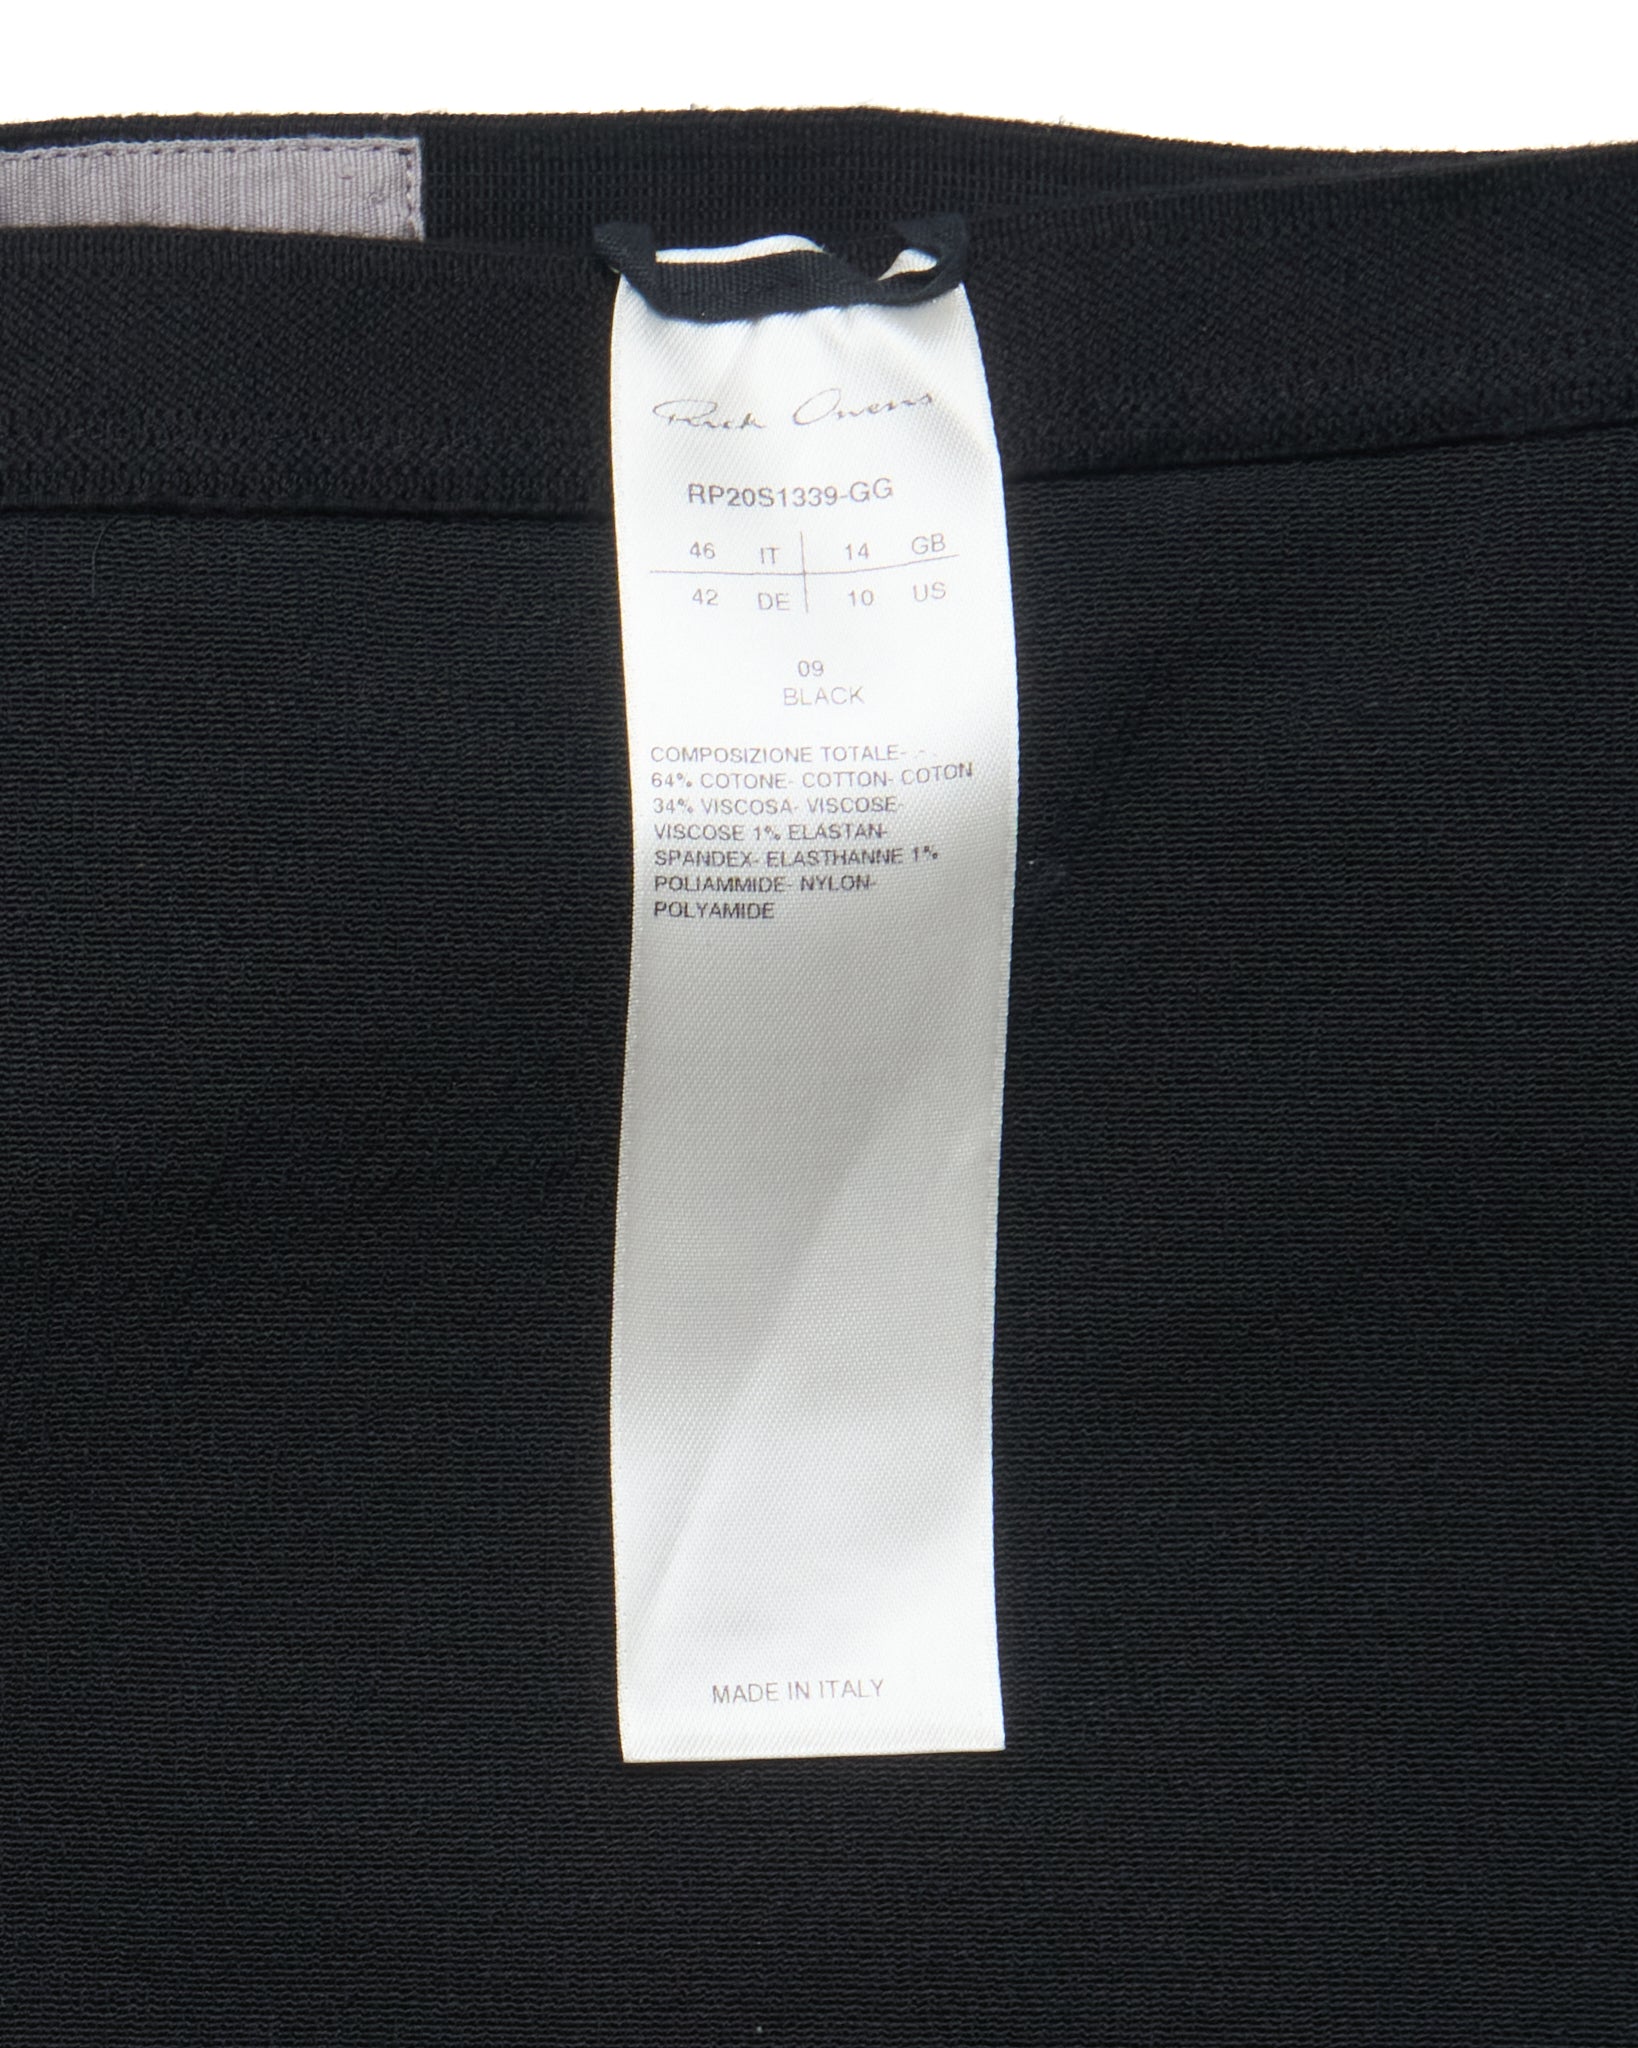 Rick Owens
RP20S1339-GG
46 IT 14 GB
42 DE 10 US
09
BLACK
COMPOSIZIONE TOTALE- - -
64% COTONE- COTTON- COTON
34% VISCOSA- VISCOSE-
VISCOSE 1% ELASTAN-
SPANDEX- ELASTHANNE 1%
POLIAMMIDE- NYLON-
POLYAMIDE
MADE IN ITALY